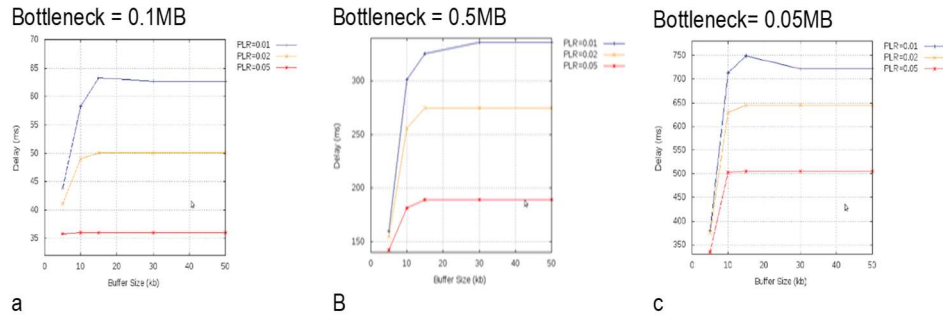 Bottleneck = 0.1MB
Bottleneck = 0.5MB
Bottleneck= 0.05MB
PLR=0.01
PLR=0.02
PLR=0.05
Delay (ms)
70
65
60
55
50
45
40
35
0 10 20 30 40 50
Buffer Size (kb)
a
PLR=0.01
PLR=0.02
PLR=0.05
Delay (ms)
300
250
200
150
0 10 20 30 40 50
Buffer Size (kb)
B
PLR=0.01
PLR=0.02
PLR=0.05
Delay (ms)
750
700
650
600
550
500
450
400
350
0 10 20 30 40 50
Buffer Size (kb)
c